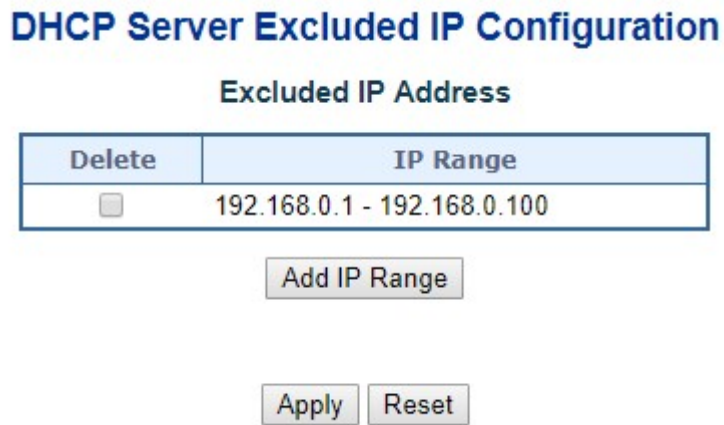 DHCP Server Excluded IP Configuration
Excluded IP Address
Delete IP Range
192.168.0.1 - 192.168.0.100
Add IP Range
Apply Reset